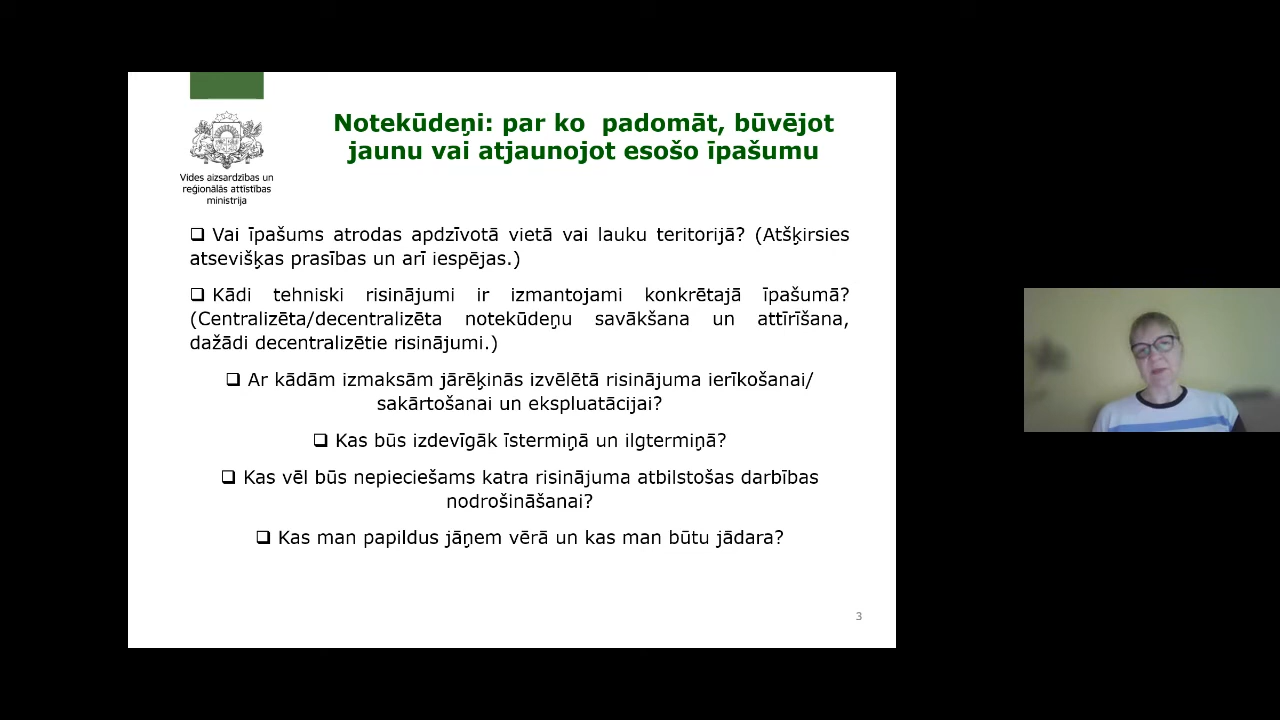 Notekūdeņi: par ko padomāt, būvējot
jaunu vai atjaunojot esošo īpašumu
Vides aizsardzības un
reģionālās attīstības
ministrija
❑ Vai īpašums atrodas apdzīvotā vietā vai lauku teritorijā? (Atšķirsies
atsevišķas prasības un arī iespējas.)
❑ Kādi tehniski risinājumi ir izmantojami konkrētajā īpašumā?
(Centralizēta/decentralizēta notekūdeņu savākšana un attīrīšana,
dažādi decentralizētie risinājumi.)
❑ Ar kādām izmaksām jārēķinās izvēlētā risinājuma ierīkošanai/
sakārtošanai un ekspluatācijai?
❑ Kas būs izdevīgāk īstermiņā un ilgtermiņā?
❑ Kas vēl būs nepieciešams katra risinājuma atbilstošas darbības
nodrošināšanai?
❑ Kas man papildus jāņem vērā un kas man būtu jādara?
3